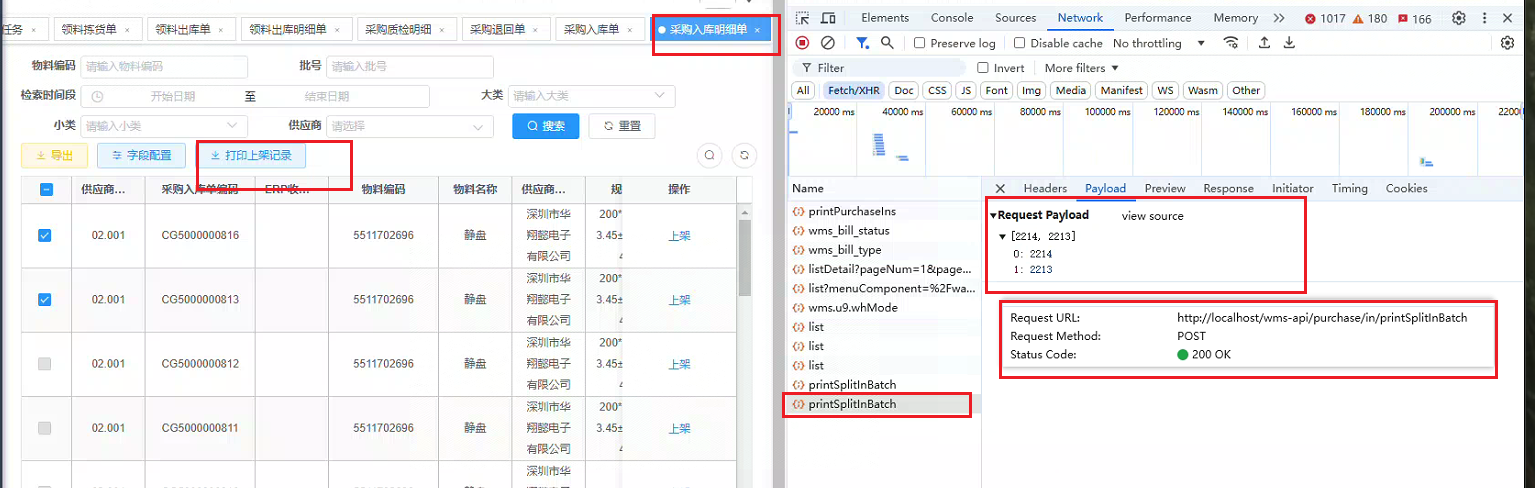 任务 × 领料拣货单 × 领料出库单 × 领料出库明细单 × 采购质检明细 × 采购退回单 × 采购入库单 × 采购入库明细单 ×
物料编码 请输入物料编码 批号 请输入批号
检索时间段 开始日期 至 结束日期 大类 请输入大类
小类 请输入小类 供应商 请选择 搜索 重置
导出 字段配置 打印上架记录
供应商... 采购入库单编码 ERP收... 物料编码 物料名称 供应商... 规 操作
02.001 CG5000000816 5511702696 静盘 深圳市华翔懿电子有限公司 200* 3.45± 上架
02.001 CG5000000813 5511702696 静盘 深圳市华翔懿电子有限公司 200* 3.45± 上架
02.001 CG5000000812 5511702696 静盘 深圳市华翔懿电子有限公司 200* 3.45± 上架
02.001 CG5000000811 5511702696 静盘 深圳市华翔懿电子有限公司 200* 3.45± 上架
深圳市华
Elements Console Sources Network Performance Memory 1017 180 166
Preserve log Disable cache No throttling
Filter Invert More filters
All Fetch/XHR Doc CSS JS Font Img Media Manifest WS Wasm Other
20000 ms 40000 ms 60000 ms 80000 ms 100000 ms 120000 ms 140000 ms 160000 ms 180000 ms 200000 ms 22000
Name
printPurchaseIns
wms_bill_status
wms_bill_type
listDetail?pageNum=1&page...
list?menuComponent=%2Fwa...
wms.u9.whMode
list
list
list
printSplitInBatch
printSplitInBatch
Headers Payload Preview Response Initiator Timing Cookies
Request Payload view source
[2214, 2213]
0: 2214
1: 2213
Request URL: http://localhost/wms-api/purchase/in/printSplitInBatch
Request Method: POST
Status Code: 200 OK